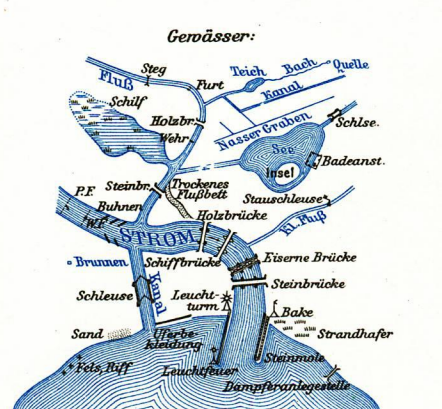 Gewässer:
Steg
Fluß
Teich Bach Quelle
Furt
Kanal
Schilf
Holzbr.
Wehr
Nasser Graben
Schlse.
See
Badeanst.
Insel
Steinbr.
Trockenes
Flußbett
P.F.
Buhnen
Stauschleuse
Holzbrücke
W.F.
STROM
Kl. Fluß
Brunnen
Schiffbrücke
Eiserne Brücke
Kanal
Steinbrücke
Schleuse
Leucht-
turm
Bake
Sand
Uferbe-
kleidung
Strandhafer
Fels, Riff
Leuchtfeuer
Steinmole
Dampferanlegestelle